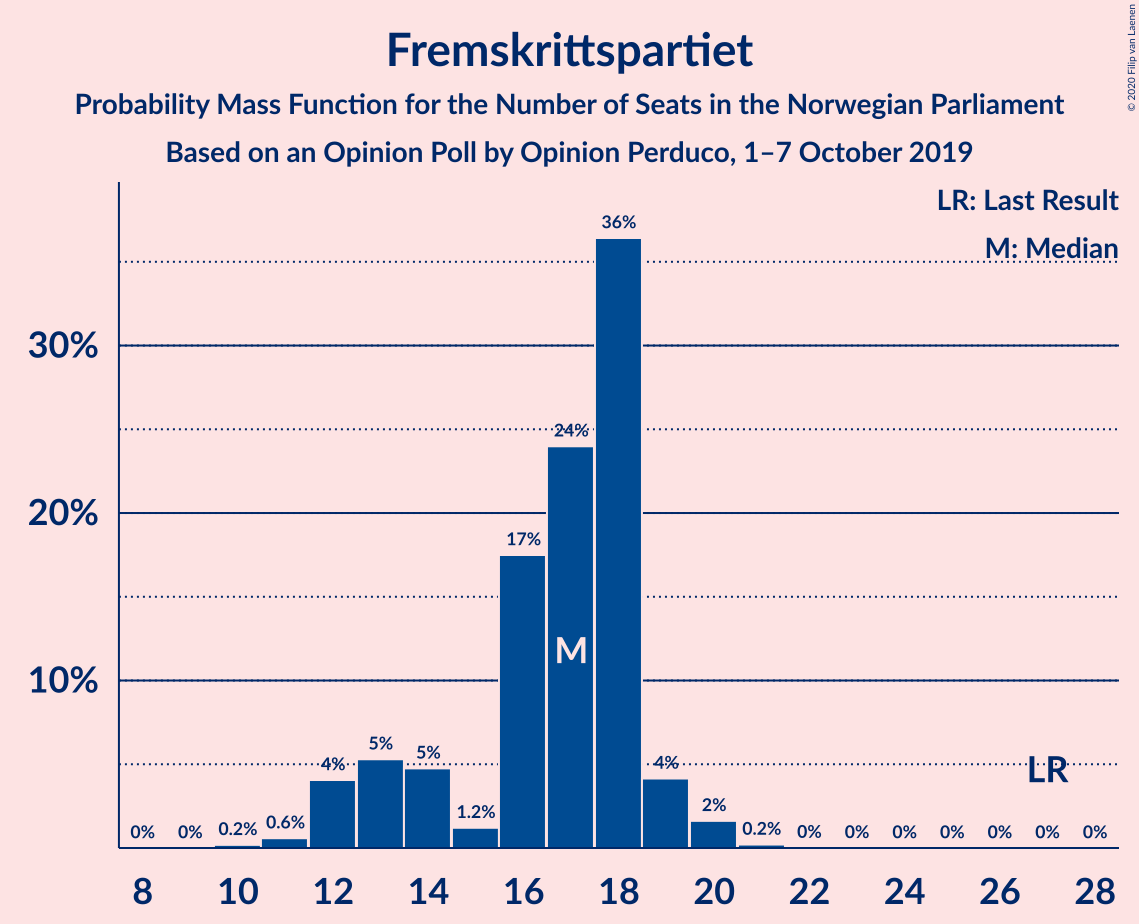 Fremskrittspartiet
Probability Mass Function for the Number of Seats in the Norwegian Parliament
Based on an Opinion Poll by Opinion Perduco, 1–7 October 2019
© 2020 Filip van Laenen
LR: Last Result
M: Median
30%
20%
10%
0%
0%
0.2%
0.6%
4%
5%
5%
1.2%
17%
24%
36%
4%
2%
0.2%
0%
0%
0%
0%
0%
0%
0%
M
LR
8 10 12 14 16 18 20 22 24 26 28